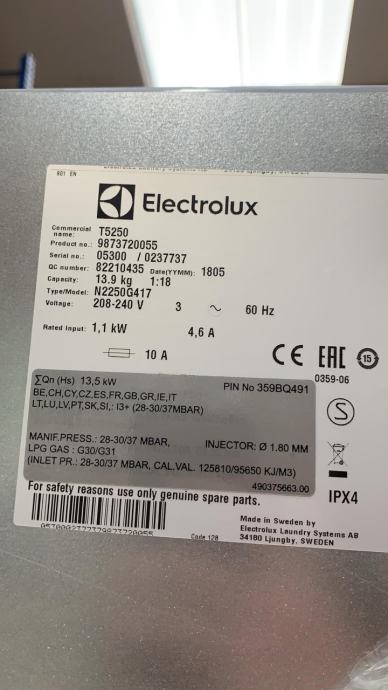 901 EN
Electrolux
Commercial name: T5250
Product no.: 9873720055
Serial no.: 05300 / 0237737
QC number: 82210435 Date(YYMM): 1805
Capacity: 13.9 kg 1:18
Type/Model: N2250G417
Voltage: 208-240 V 3 ~ 60 Hz
Rated Input: 1,1 kW 4,6 A
10 A
CE EAC 15
0359-06
∑Qn (Hs) 13,5 kW PIN No 359BQ491
BE,CH,CY,CZ,ES,FR,GB,GR,IE,IT
LT,LU,LV,PT,SK,SI,: I3+ (28-30/37MBAR)
S
MANIF.PRESS.: 28-30/37 MBAR, INJECTOR: Ø 1.80 MM
LPG GAS : G30/G31
(INLET PR.: 28-30/37 MBAR, CAL.VAL. 125810/95650 KJ/M3)
490375663.00
For safety reasons use only genuine spare parts.
IPX4
Code 128
Made in Sweden by
Electrolux Laundry Systems AB
34180 Ljungby, SWEDEN